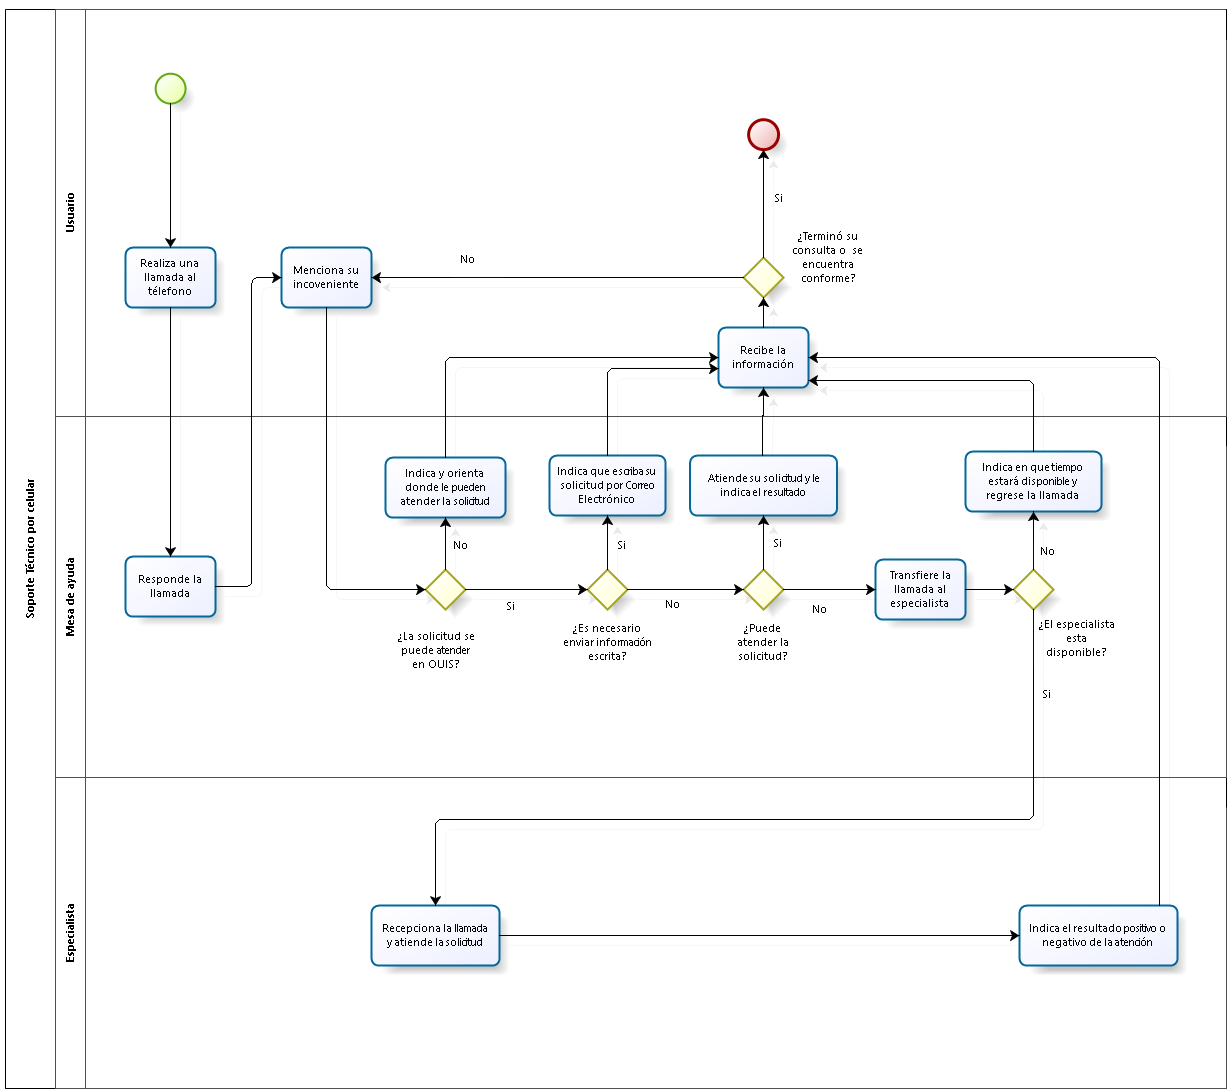 Soporte Técnico por celular
Usuario
Realiza una
llamada al
télefono
Menciona su
incoveniente
No
Si
¿Terminó su
consulta o se
encuentra
conforme?
Recibe la
información
Mesa de ayuda
Responde la
llamada
Indica y orienta
donde le pueden
atender la solicitud
No
¿La solicitud se
puede atender
en OUIS?
Si
Indica que escriba su
solicitud por Correo
Electrónico
Si
¿Es necesario
enviar información
escrita?
No
Atiende su solicitud y le
indica el resultado
Si
¿Puede
atender la
solicitud?
No
Transfiere la
llamada al
especialista
Indica en que tiempo
estará disponible y
regrese la llamada
No
¿El especialista
esta
disponible?
Si
Especialista
Recepciona la llamada
y atiende la solicitud
Indica el resultado positivo o
negativo de la atención